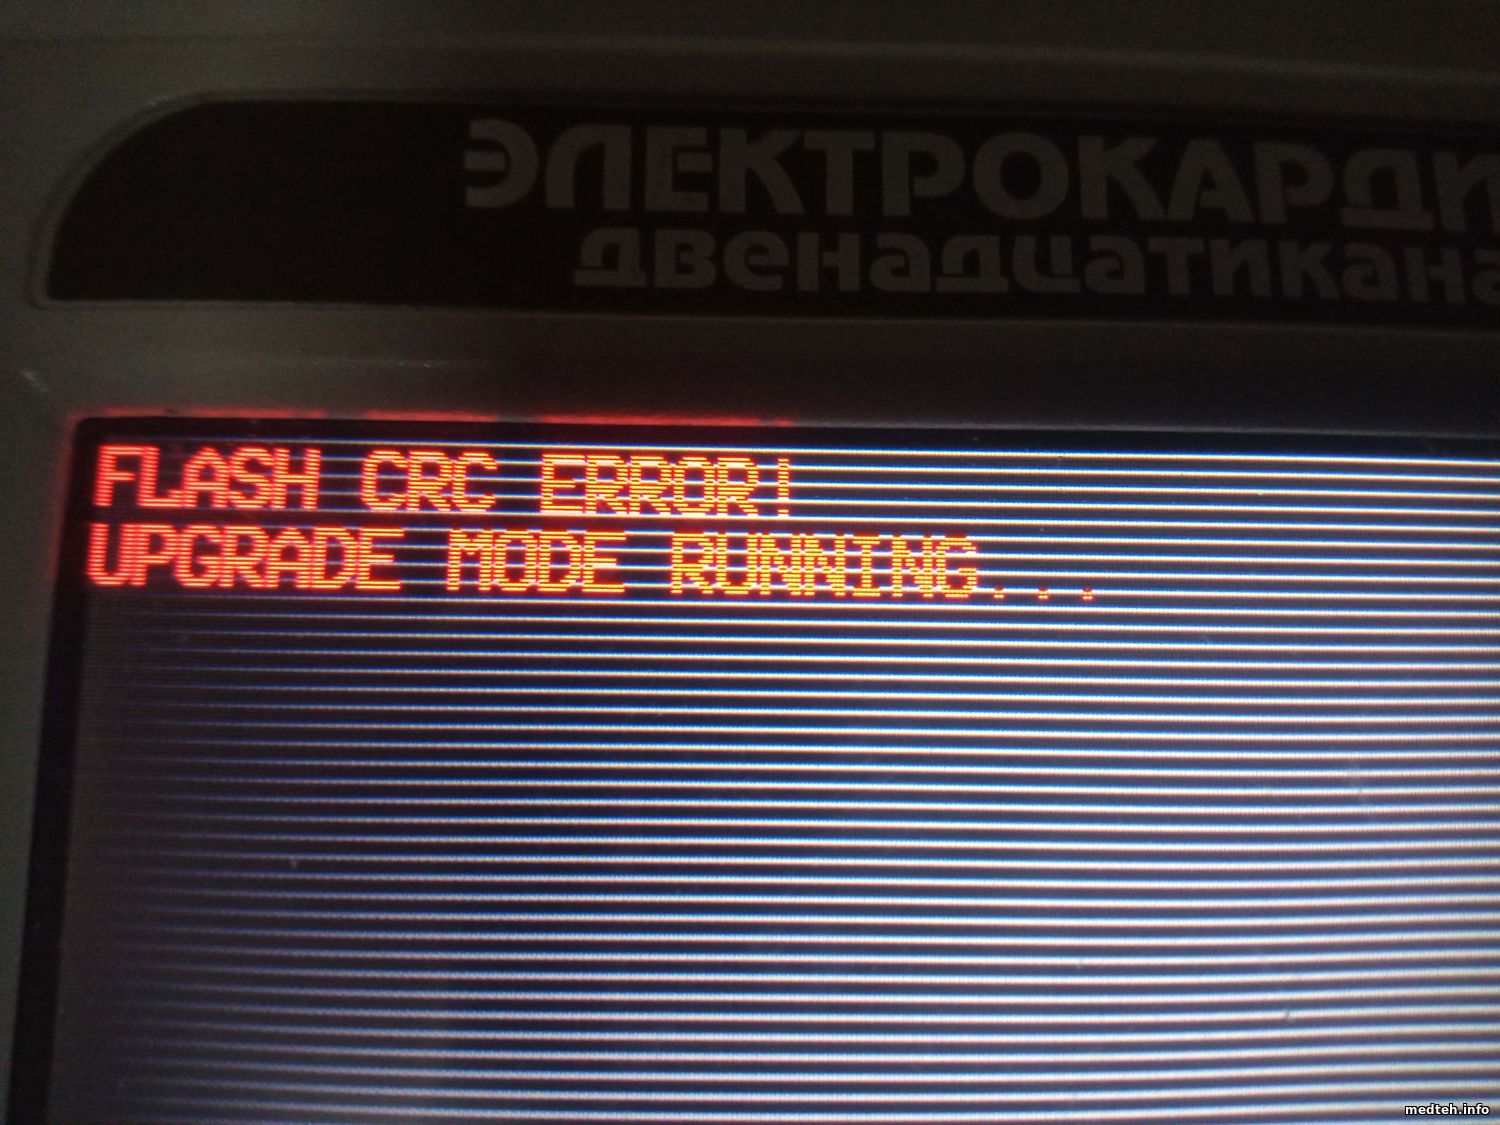 ЭЛЕКТРОКАРДИ
двенадцатикана
FLASH CRC ERROR!
UPGRADE MODE RUNNING...
medteh.info